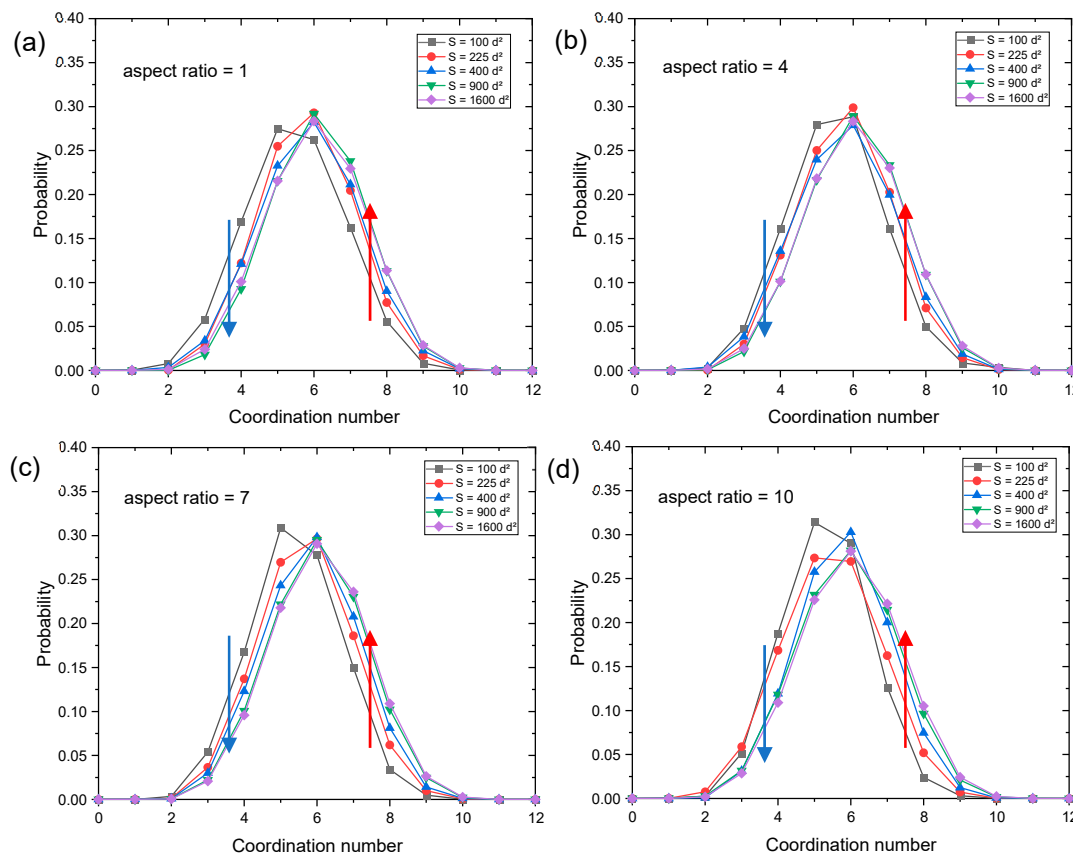 (a)
aspect ratio = 1
S = 100 d²
S = 225 d²
S = 400 d²
S = 900 d²
S = 1600 d²
0.40
0.35
0.30
0.25
0.20
0.15
0.10
0.05
0.00
Probability
0 2 4 6 8 10 12
Coordination number
(b)
aspect ratio = 4
S = 100 d²
S = 225 d²
S = 400 d²
S = 900 d²
S = 1600 d²
0.40
0.35
0.30
0.25
0.20
0.15
0.10
0.05
0.00
Probability
0 2 4 6 8 10 12
Coordination number
(c)
aspect ratio = 7
S = 100 d²
S = 225 d²
S = 400 d²
S = 900 d²
S = 1600 d²
0.40
0.35
0.30
0.25
0.20
0.15
0.10
0.05
0.00
Probability
0 2 4 6 8 10 12
Coordination number
(d)
aspect ratio = 10
S = 100 d²
S = 225 d²
S = 400 d²
S = 900 d²
S = 1600 d²
0.40
0.35
0.30
0.25
0.20
0.15
0.10
0.05
0.00
Probability
0 2 4 6 8 10 12
Coordination number